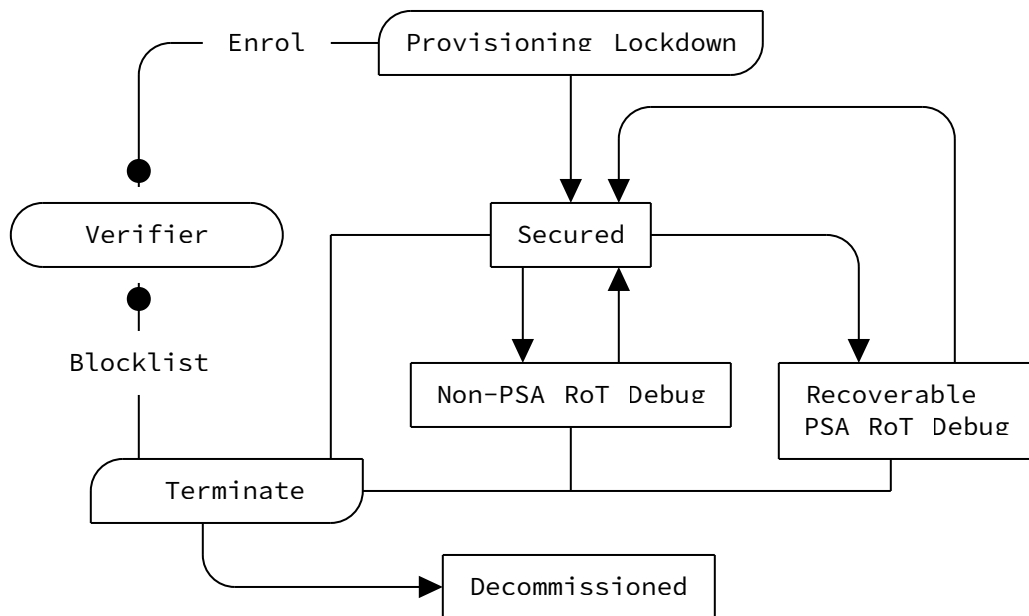 Enrol
Provisioning Lockdown
Verifier
Secured
Blocklist
Non-PSA RoT Debug
Recoverable
PSA RoT Debug
Terminate
Decommissioned